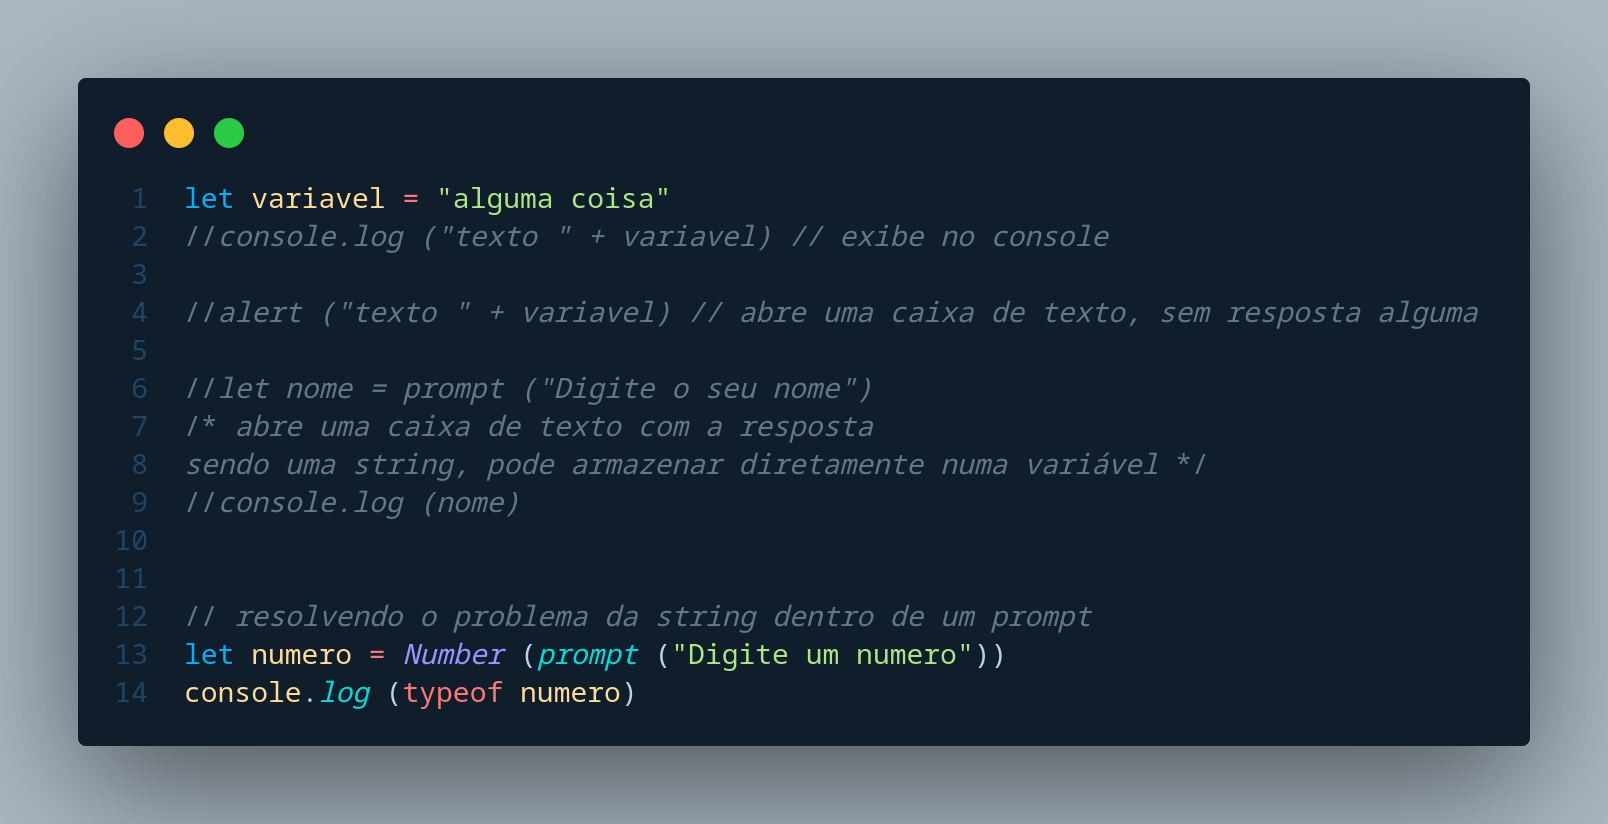 1 let variavel = "alguma coisa"
2 //console.log ("texto " + variavel) // exibe no console
3
4 //alert ("texto " + variavel) // abre uma caixa de texto, sem resposta alguma
5
6 //let nome = prompt ("Digite o seu nome")
7 /* abre uma caixa de texto com a resposta
8 sendo uma string, pode armazenar diretamente numa variável */
9 //console.log (nome)
10
11
12 // resolvendo o problema da string dentro de um prompt
13 let numero = Number (prompt ("Digite um numero"))
14 console.log (typeof numero)